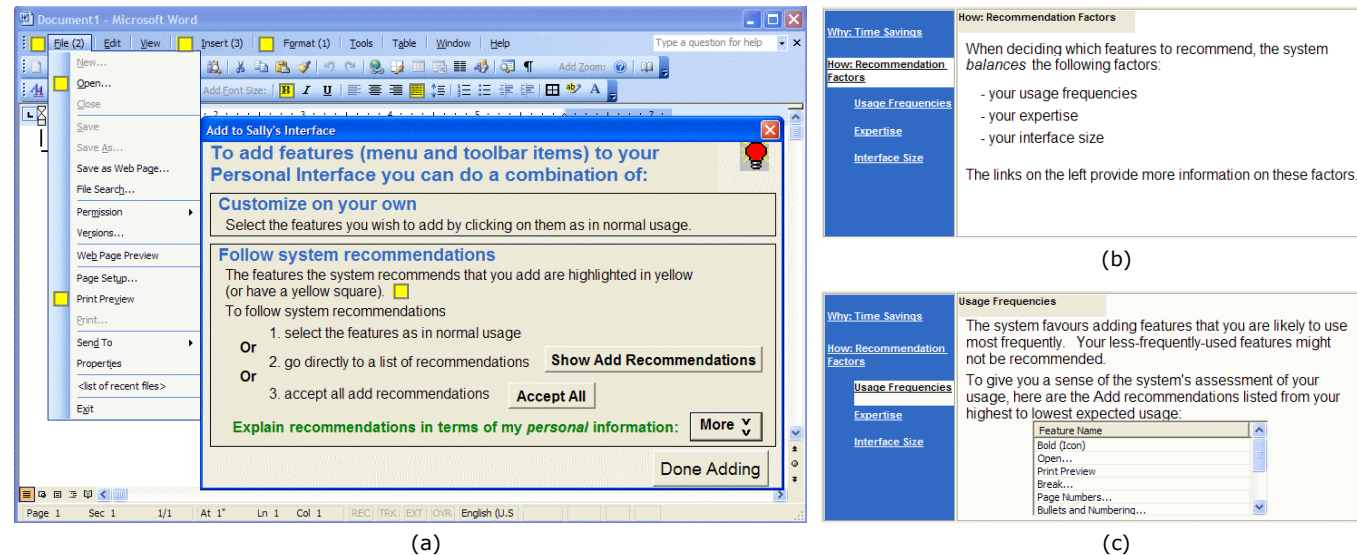 Document1 - Microsoft Word
File (2) Edit View Insert (3) Format (1) Tools Table Window Help Type a question for help
New...
Open...
Close
Save
Save As...
Save as Web Page...
File Search...
Permission
Versions...
Web Page Preview
Page Setup...
Print Preview
Print...
Send To
Properties
<list of recent files>
Exit
Add Zoom:
Add Font Size: B I U
Add to Sally's Interface
To add features (menu and toolbar items) to your
Personal Interface you can do a combination of:
Customize on your own
Select the features you wish to add by clicking on them as in normal usage.
Follow system recommendations
The features the system recommends that you add are highlighted in yellow
(or have a yellow square).
To follow system recommendations
1. select the features as in normal usage
Or
2. go directly to a list of recommendations Show Add Recommendations
Or
3. accept all add recommendations Accept All
Explain recommendations in terms of my personal information: More
Done Adding
Page 1 Sec 1 1/1 At 1" Ln 1 Col 1 REC TRK EXT OVR English (U.S
(a)
How: Recommendation Factors
Why: Time Savings
How: Recommendation
Factors
Usage Frequencies
Expertise
Interface Size
When deciding which features to recommend, the system
balances the following factors:
- your usage frequencies
- your expertise
- your interface size
The links on the left provide more information on these factors.
(b)
Usage Frequencies
Why: Time Savings
How: Recommendation
Factors
Usage Frequencies
Expertise
Interface Size
The system favours adding features that you are likely to use
most frequently. Your less-frequently-used features might
not be recommended.
To give you a sense of the system's assessment of your
usage, here are the Add recommendations listed from your
highest to lowest expected usage:
Feature Name
Bold (Icon)
Open...
Print Preview
Break...
Page Numbers...
Bullets and Numbering...
(c)